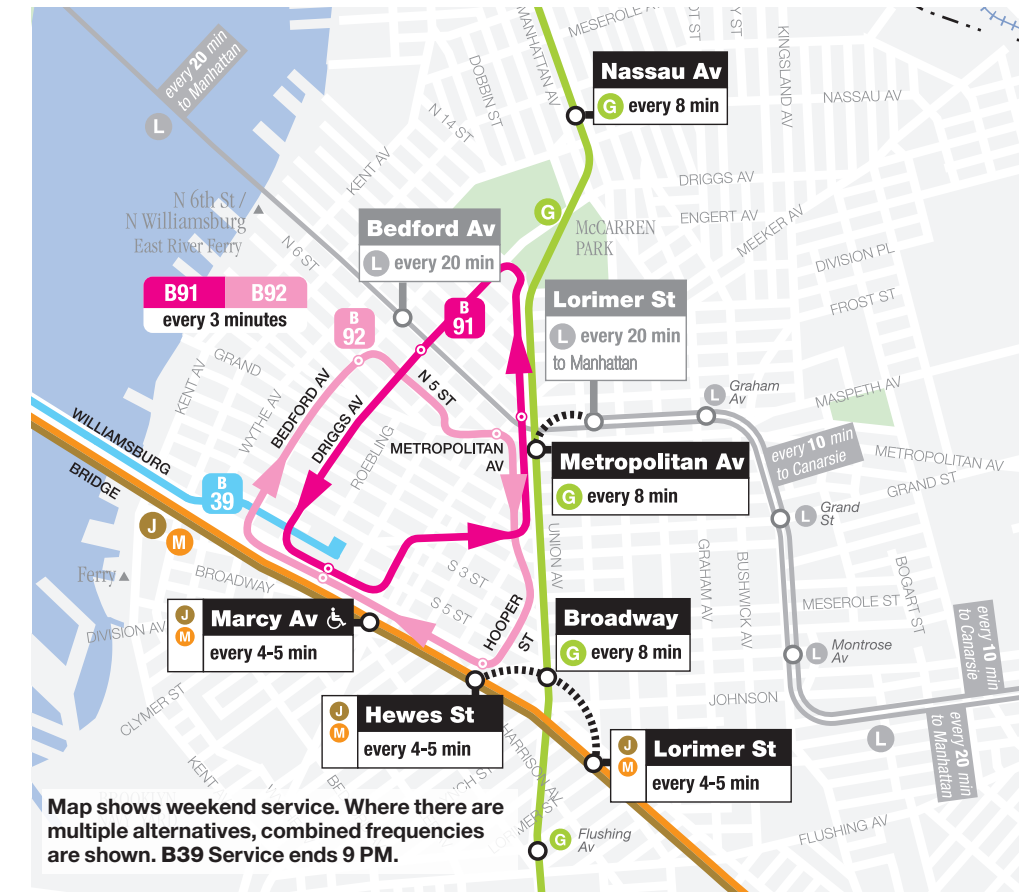 MESEROLE AV
MANHATTAN AV
KINGSLAND AV
every 20 min
to Manhattan
L
DOBBIN ST
Nassau Av
G every 8 min
NASSAU AV
N 14 ST
KENT AV
DRIGGS AV
N 6th St /
N Williamsburg
East River Ferry
G
McCARREN
PARK
ENGERT AV
MEEKER AV
Bedford Av
L every 20 min
N 6 ST
DIVISION PL
B91 B92
every 3 minutes
B
92
B
91
Lorimer St
L every 20 min
to Manhattan
FROST ST
GRAND
KENT AV
WYTHE AV
BEDFORD AV
DRIGGS AV
N 5 ST
L
Graham
Av
MASPETH AV
ROEBLING
METROPOLITAN
AV
every 10 min
to Canarsie
METROPOLITAN AV
WILLIAMSBURG
BRIDGE
Metropolitan Av
G every 8 min
GRAND ST
B
39
L
Grand
St
J
M
UNION AV
GRAHAM AV
BUSHWICK AV
BOGART ST
Ferry
BROADWAY
S 3 ST
S 5 ST
HOOPER
ST
MESEROLE ST
DIVISION AV
J
M
Marcy Av
every 4-5 min
Broadway
G every 8 min
L
Montrose
Av
every 10 min
to Canarsie
CLYMER ST
J
M
Hewes St
every 4-5 min
JOHNSON
every 20 min
to Manhattan
L
HARRISON AV
J
M
Lorimer St
every 4-5 min
KENT
LORIMER ST
G
Flushing
Av
FLUSHING AV
Map shows weekend service. Where there are
multiple alternatives, combined frequencies
are shown. B39 Service ends 9 PM.